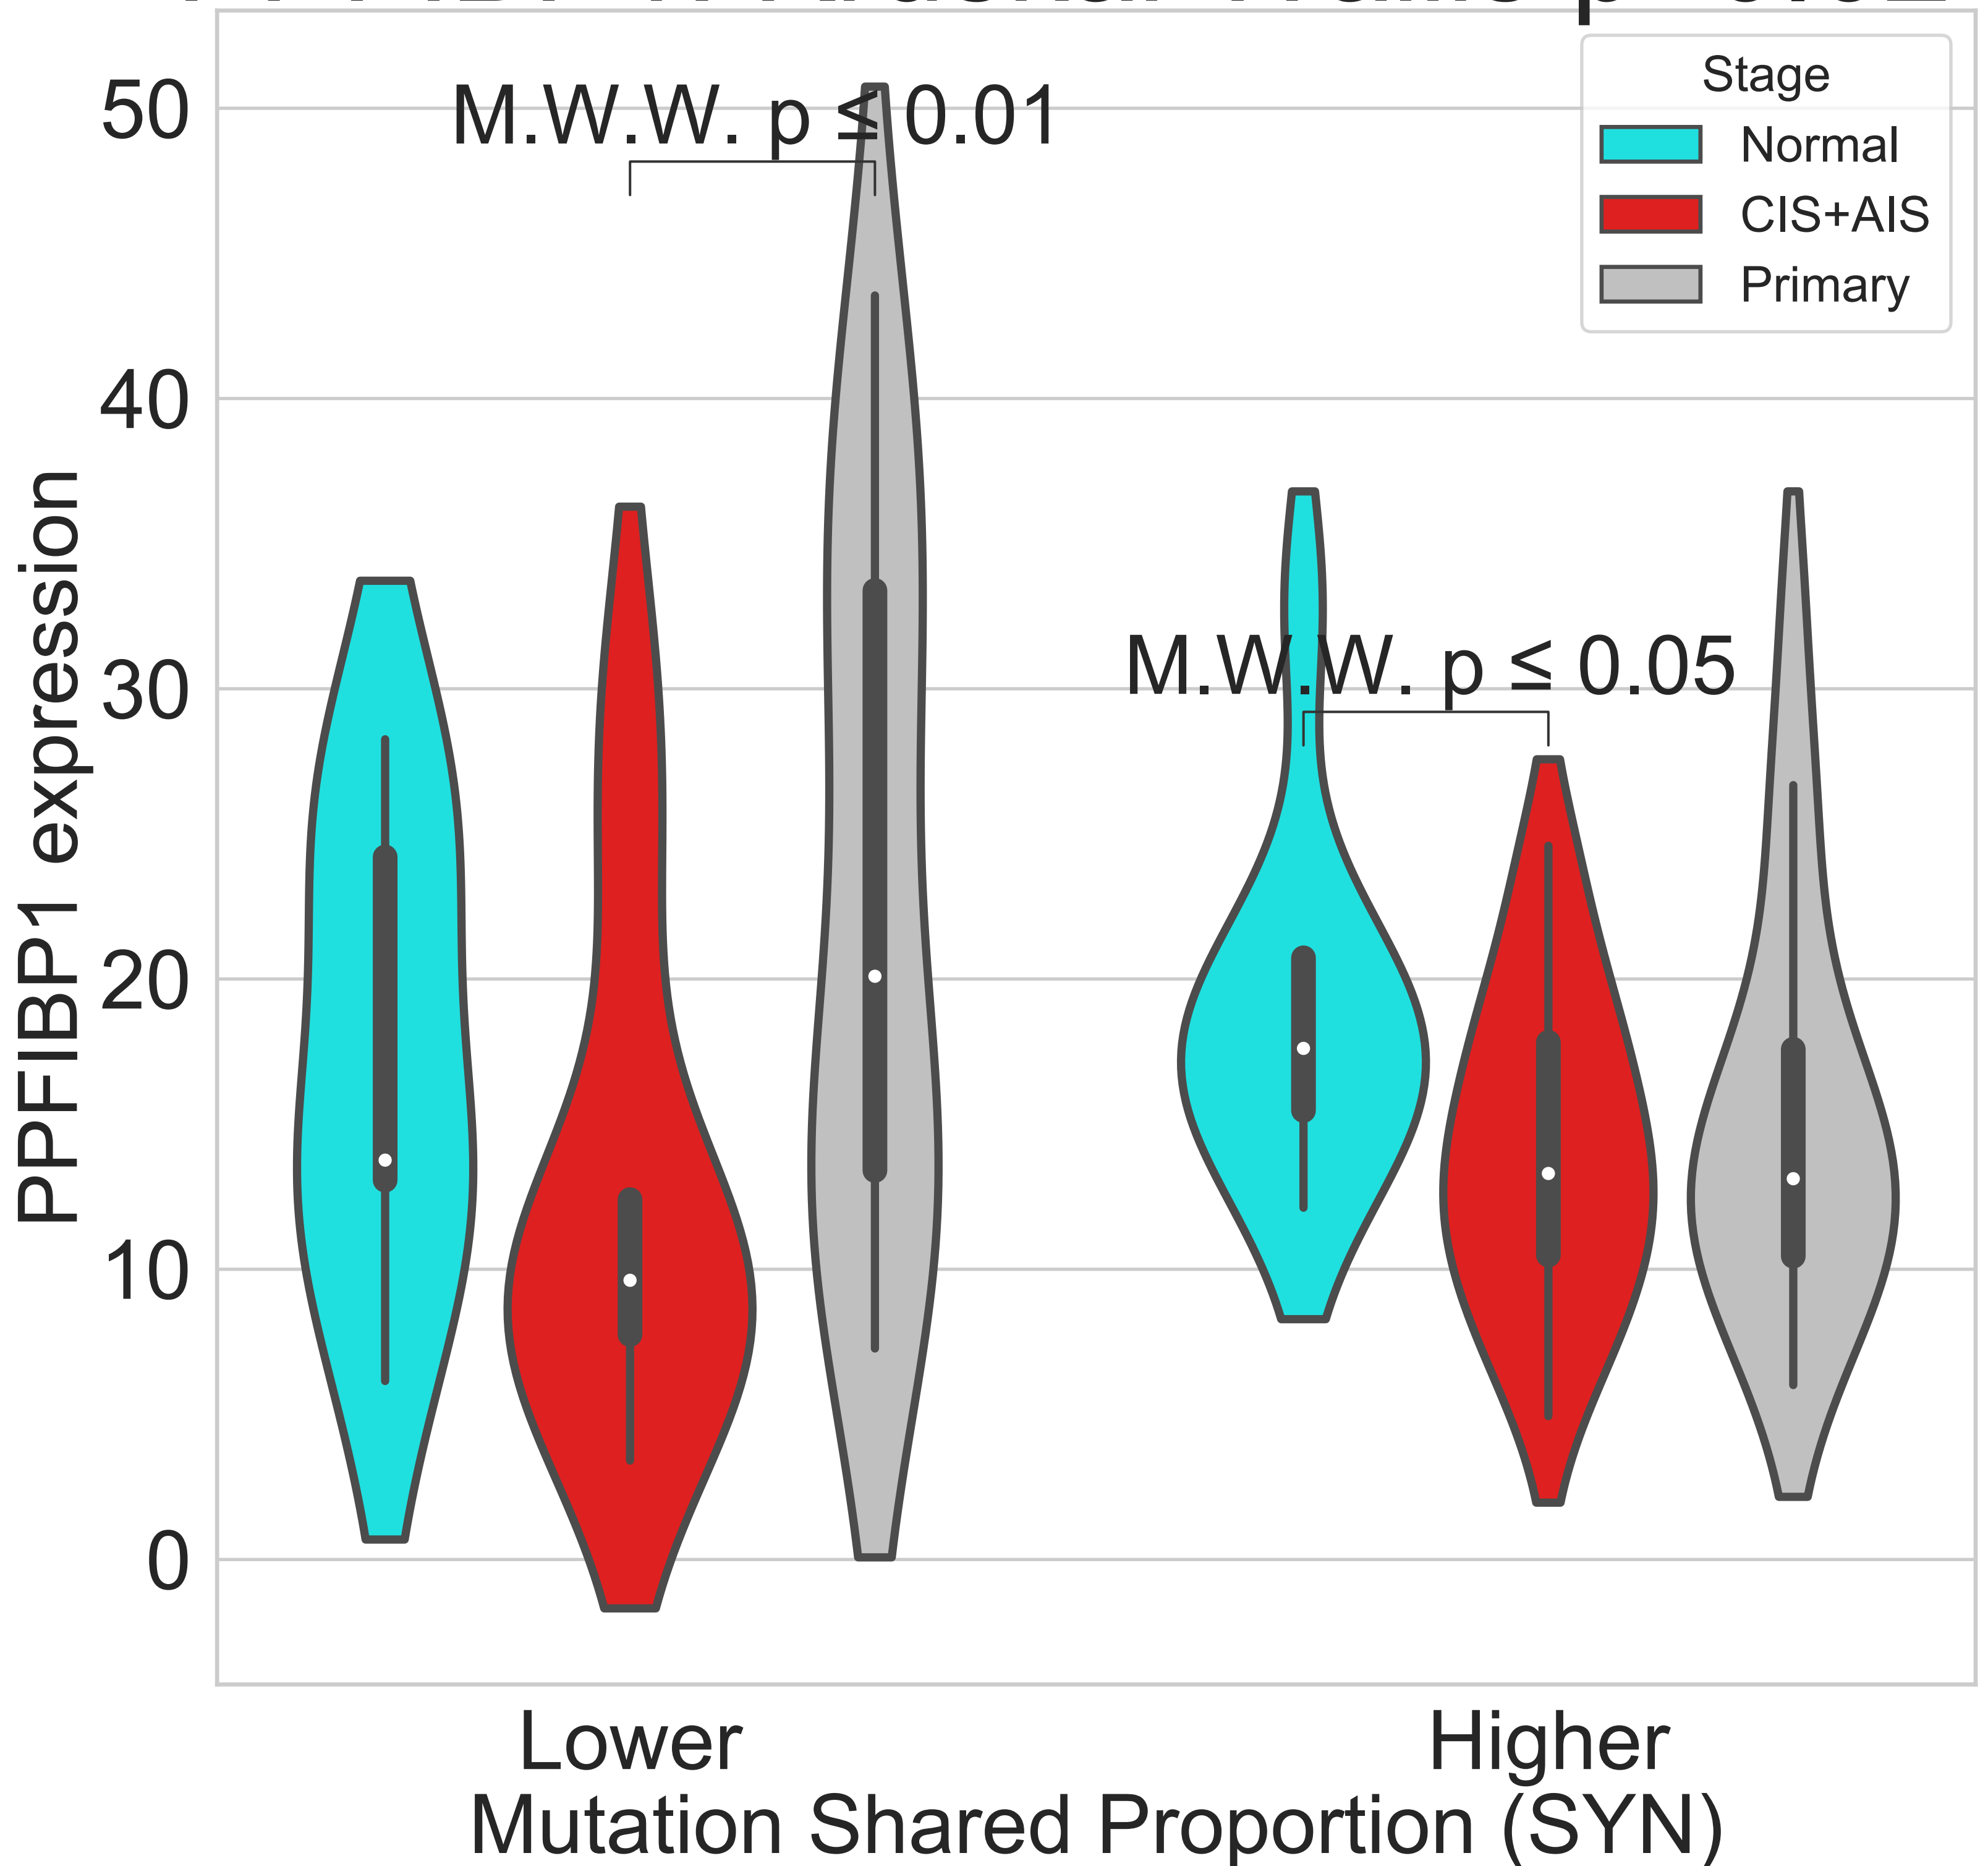 50
40
30
20
10
0
PPFIBP1 expression
M.W.W. p ≤ 0.01
M.W.W. p ≤ 0.05
Stage
Normal
CIS+AIS
Primary
Lower
Higher
Mutation Shared Proportion (SYN)